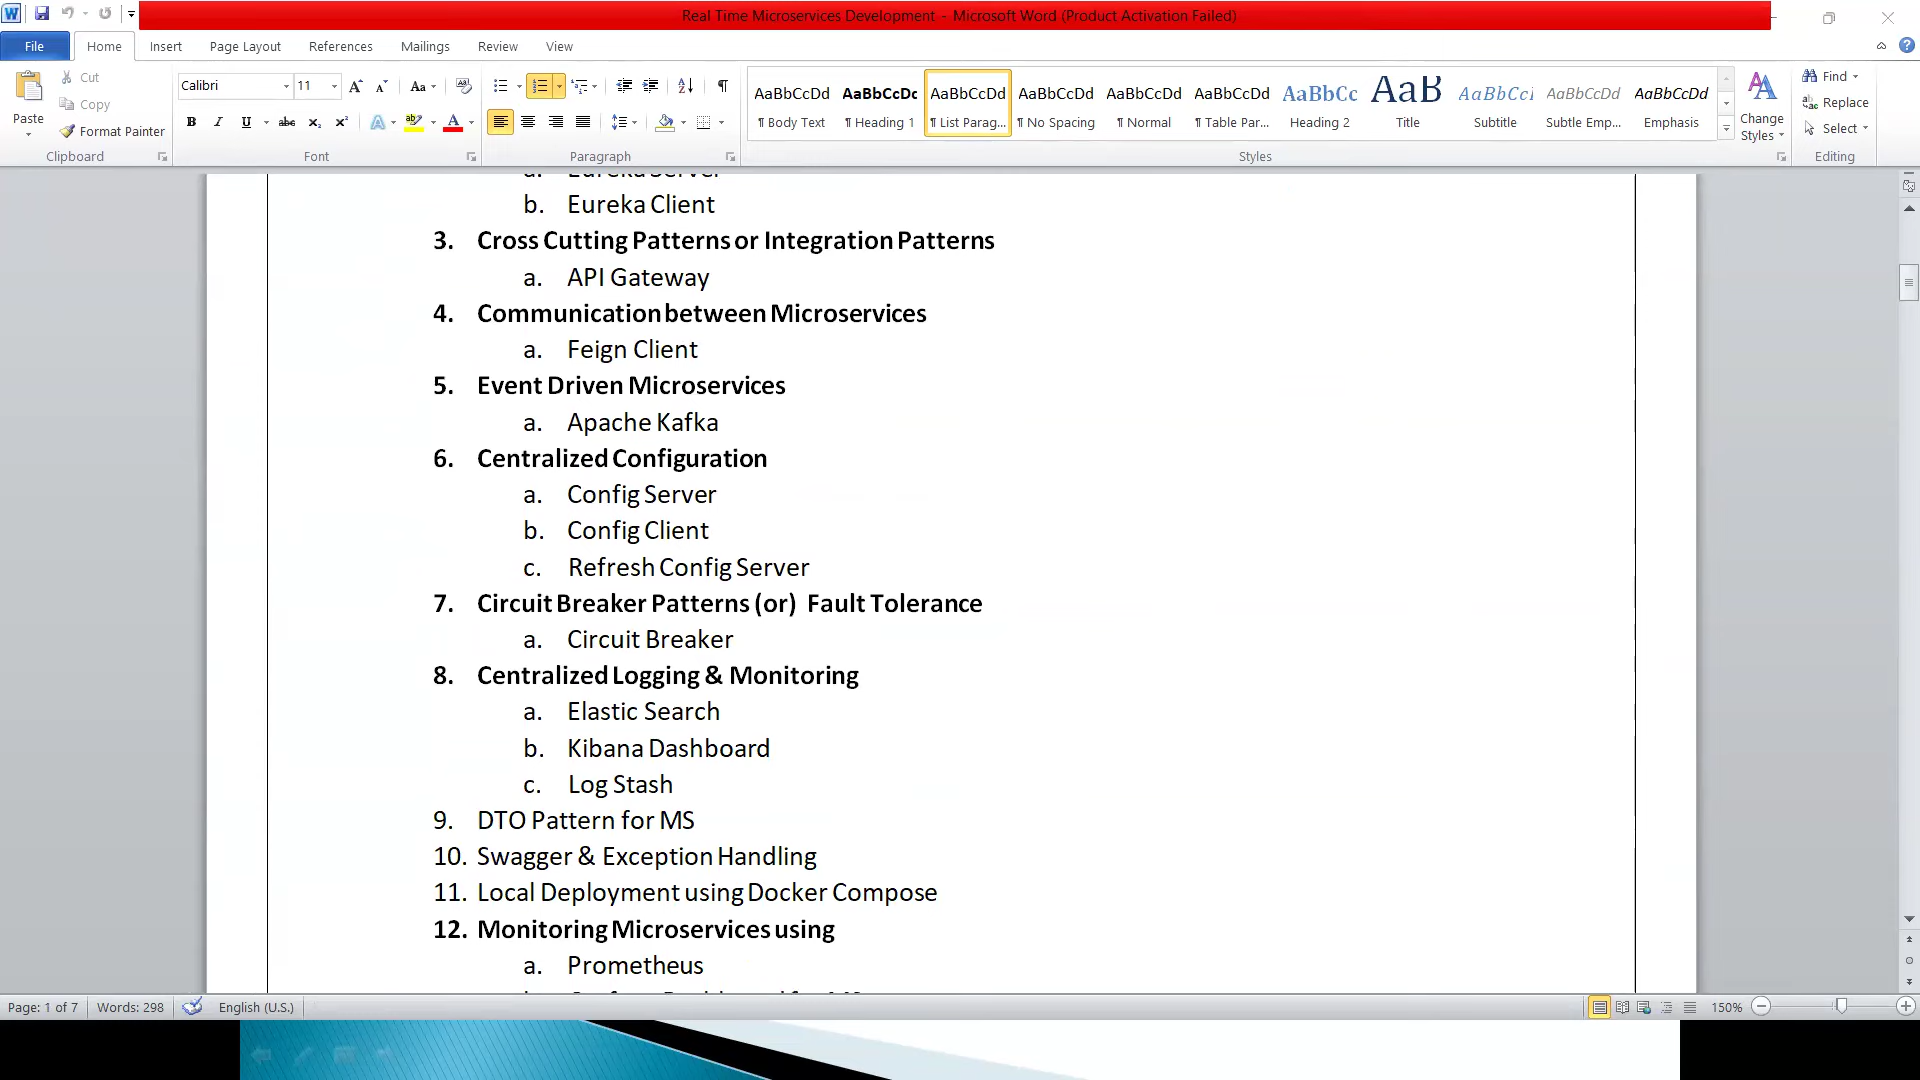 Real Time Microservices Development - Microsoft Word (Product Activation Failed)
File Home Insert Page Layout References Mailings Review View
Cut
Copy
Paste
Format Painter
Clipboard
Calibri 11
Font
Paragraph
AaBbCcDd AaBbCcDc AaBbCcDd AaBbCcDd AaBbCcDd AaBbCcDd AaBbCc AaB AaBbCcI AaBbCcDd AaBbCcDd
¶ Body Text ¶ Heading 1 ¶ List Parag... ¶ No Spacing ¶ Normal ¶ Table Par... Heading 2 Title Subtitle Subtle Emp... Emphasis
Change Styles
Styles
Find
Replace
Select
Editing
a. Eureka Server
b. Eureka Client
3. Cross Cutting Patterns or Integration Patterns
a. API Gateway
4. Communication between Microservices
a. Feign Client
5. Event Driven Microservices
a. Apache Kafka
6. Centralized Configuration
a. Config Server
b. Config Client
c. Refresh Config Server
7. Circuit Breaker Patterns (or) Fault Tolerance
a. Circuit Breaker
8. Centralized Logging & Monitoring
a. Elastic Search
b. Kibana Dashboard
c. Log Stash
9. DTO Pattern for MS
10. Swagger & Exception Handling
11. Local Deployment using Docker Compose
12. Monitoring Microservices using
a. Prometheus
Page: 1 of 7 Words: 298 English (U.S.) 150%